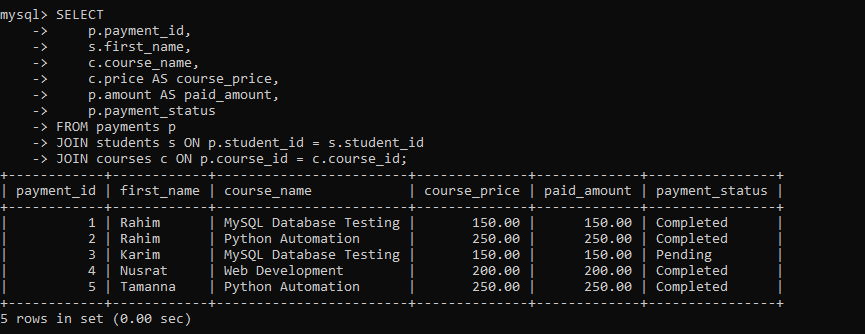 mysql> SELECT
    ->     p.payment_id,
    ->     s.first_name,
    ->     c.course_name,
    ->     c.price AS course_price,
    ->     p.amount AS paid_amount,
    ->     p.payment_status
    -> FROM payments p
    -> JOIN students s ON p.student_id = s.student_id
    -> JOIN courses c ON p.course_id = c.course_id;
+------------+------------+------------------------+--------------+-------------+----------------+
| payment_id | first_name | course_name            | course_price | paid_amount | payment_status |
+------------+------------+------------------------+--------------+-------------+----------------+
|          1 | Rahim      | MySQL Database Testing |       150.00 |      150.00 | Completed      |
|          2 | Rahim      | Python Automation      |       250.00 |      250.00 | Completed      |
|          3 | Karim      | MySQL Database Testing |       150.00 |      150.00 | Pending        |
|          4 | Nusrat     | Web Development        |       200.00 |      200.00 | Completed      |
|          5 | Tamanna    | Python Automation      |       250.00 |      250.00 | Completed      |
+------------+------------+------------------------+--------------+-------------+----------------+
5 rows in set (0.00 sec)